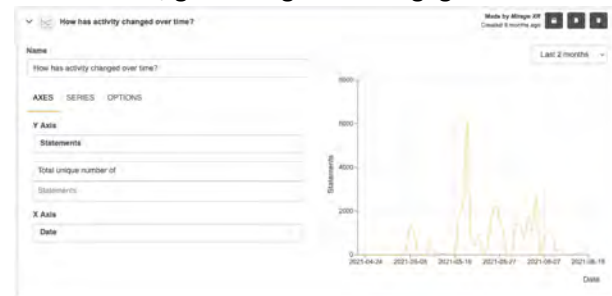 How has activity changed over time?
Made by Mirage XR
Created 9 months ago
Name
How has activity changed over time?
Last 2 months
AXES SERIES OPTIONS
Y Axis
Statements
Total unique number of
Statements
X Axis
Date
8000
6000
4000
2000
0
Statements
2021-04-24 2021-05-05 2021-05-16 2021-05-27 2021-06-07 2021-06-18
Date